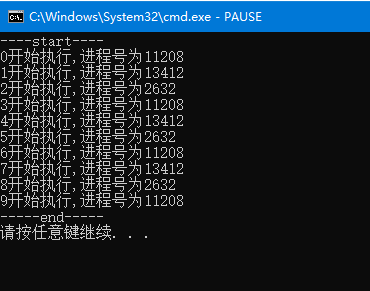 C:\Windows\System32\cmd.exe - PAUSE
----start----
0开始执行,进程号为11208
1开始执行,进程号为13412
2开始执行,进程号为2632
3开始执行,进程号为11208
4开始执行,进程号为13412
5开始执行,进程号为2632
6开始执行,进程号为11208
7开始执行,进程号为13412
8开始执行,进程号为2632
9开始执行,进程号为11208
-----end-----
请按任意键继续. . .